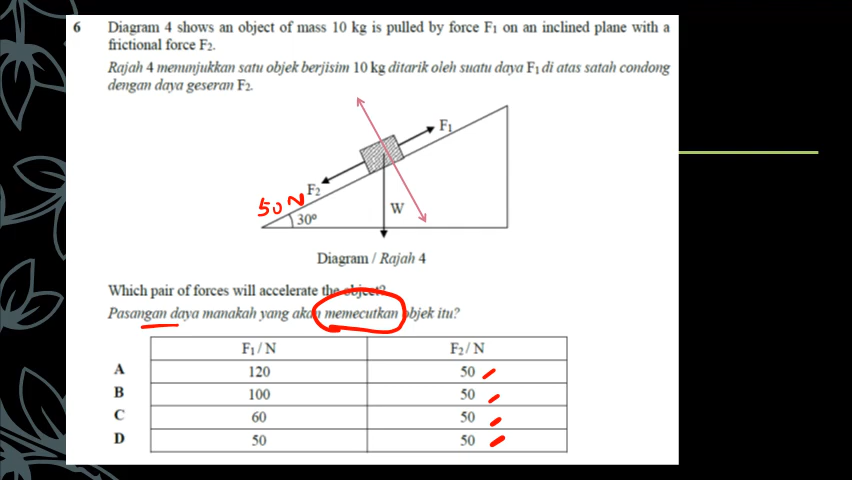 6 Diagram 4 shows an object of mass 10 kg is pulled by force F₁ on an inclined plane with a
frictional force F₂.
Rajah 4 menunjukkan satu objek berjisim 10 kg ditarik oleh suatu daya F₁ di atas satah condong
dengan daya geseran F₂.
F₁
F₂
50 N
W
30º
Diagram / Rajah 4
Which pair of forces will accelerate the object?
Pasangan daya manakah yang akan memecutkan objek itu?
F₁ / N F₂ / N
A 120 50
B 100 50
C 60 50
D 50 50